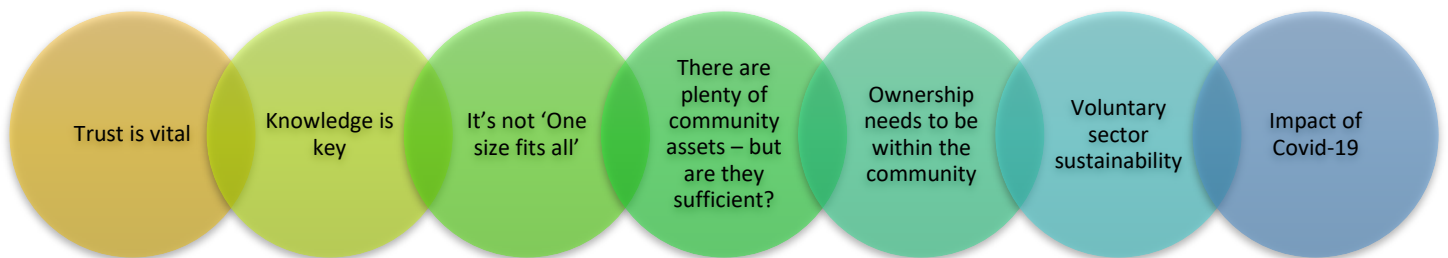 Trust is vital
Knowledge is
key
It’s not ‘One
size fits all’
There are
plenty of
community
assets – but
are they
sufficient?
Ownership
needs to be
within the
community
Voluntary
sector
sustainability
Impact of
Covid-19